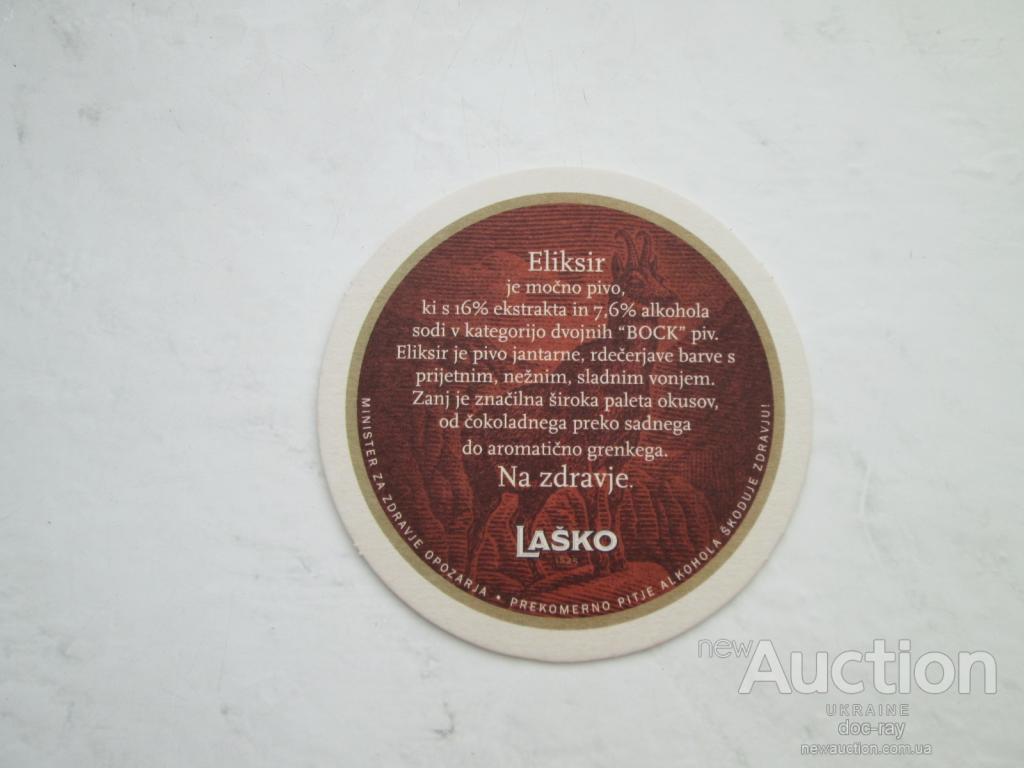 Eliksir
je močno pivo,
ki s 16% ekstrakta in 7,6% alkohola
sodi v kategorijo dvojnih “BOCK” piv.
Eliksir je pivo jantarne, rdečerjave barve s
prijetnim, nežnim, sladnim vonjem.
Zanj je značilna široka paleta okusov,
od čokoladnega preko sadnega
do aromatično grenkega.
Na zdravje.
LAŠKO
1825
MINISTER ZA ZDRAVJE OPOZARJA • PREKOMERNO PITJE ALKOHOLA ŠKODUJE ZDRAVJU!
new Auction
UKRAINE
doc-ray
newauction.com.ua